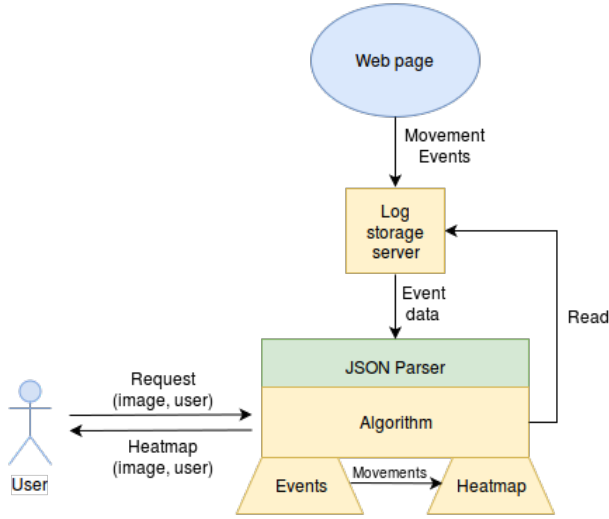 Web page
Movement
Events
Log
storage
server
Event
data
Read
JSON Parser
Request
(image, user)
Algorithm
Heatmap
(image, user)
User
Events
Movements
Heatmap